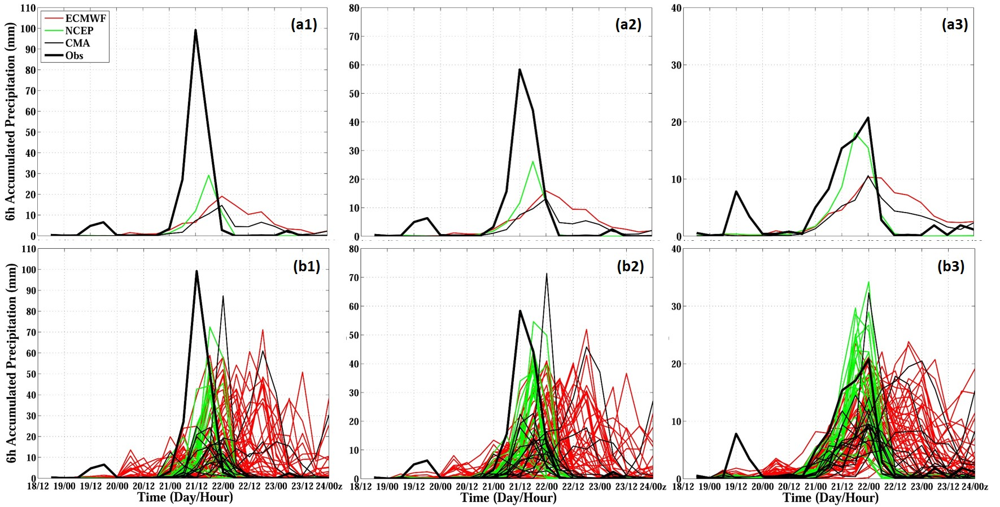 110
100
90
80
70
60
50
40
30
20
10
0
6h Accumulated Precipitation (mm)
ECMWF
NCEP
CMA
Obs
(a1)
80
70
60
50
40
30
20
10
0
(a2)
40
30
20
10
0
(a3)
110
100
90
80
70
60
50
40
30
20
10
0
6h Accumulated Precipitation (mm)
(b1)
18/12 19/00 19/12 20/00 20/12 21/00 21/12 22/00 22/12 23/00 23/12 24/00z
Time (Day/Hour)
80
70
60
50
40
30
20
10
0
(b2)
18/12 19/00 19/12 20/00 20/12 21/00 21/12 22/00 22/12 23/00 23/12 24/00z
Time (Day/Hour)
40
30
20
10
0
(b3)
18/12 19/00 19/12 20/00 20/12 21/00 21/12 22/00 22/12 23/00 23/12 24/00z
Time (Day/Hour)